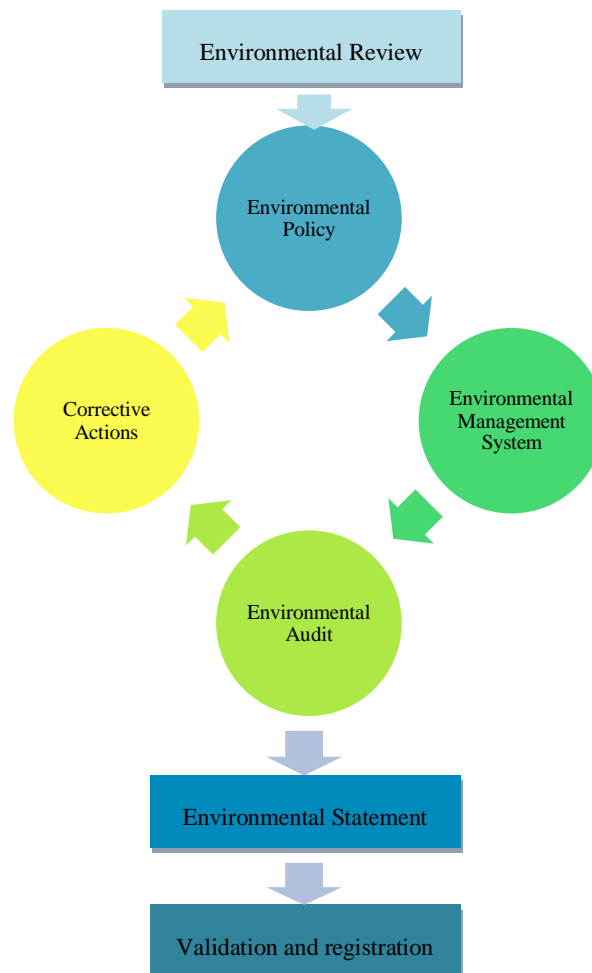 Environmental Review
Environmental
Policy
Environmental
Management
System
Corrective
Actions
Environmental
Audit
Environmental Statement
Validation and registration